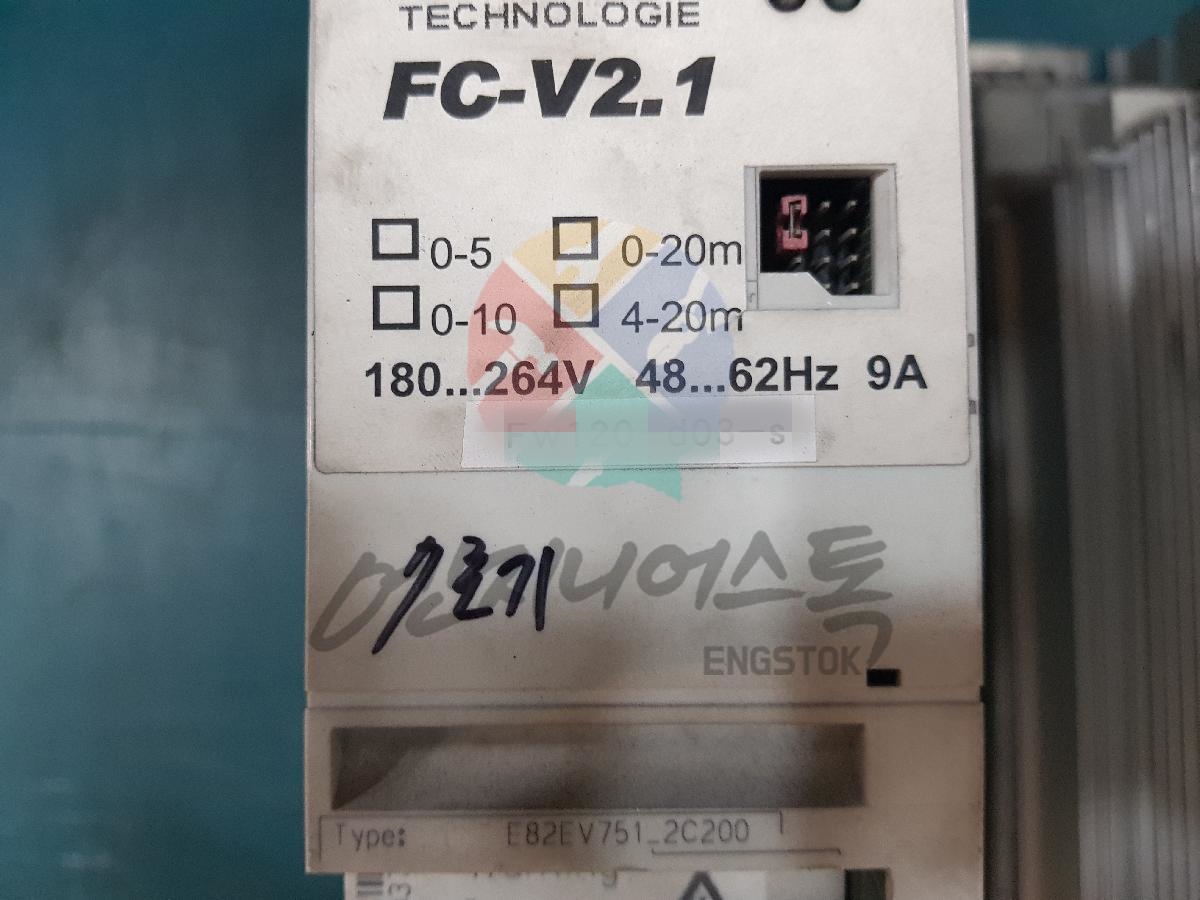 TECHNOLOGIE
FC-V2.1
0-5 0-20m
0-10 4-20m
180...264V 48...62Hz 9A
엔지니어스톡
ENGSTOK
Type: E82EV751_2C200